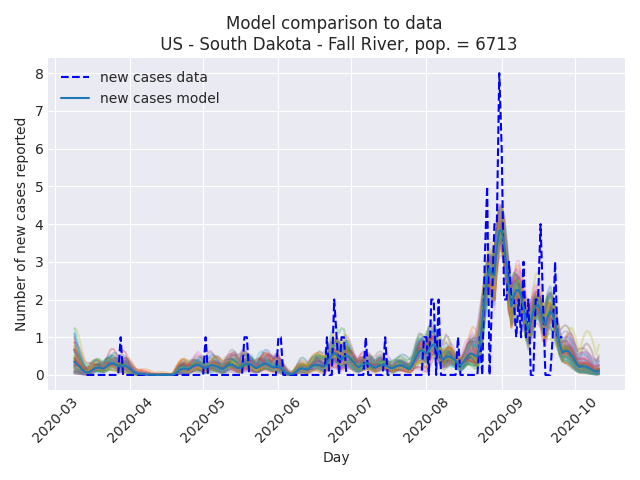 Model comparison to data
US - South Dakota - Fall River, pop. = 6713
new cases data
new cases model
Number of new cases reported
8
7
6
5
4
3
2
1
0
2020-03
2020-04
2020-05
2020-06
2020-07
2020-08
2020-09
2020-10
Day